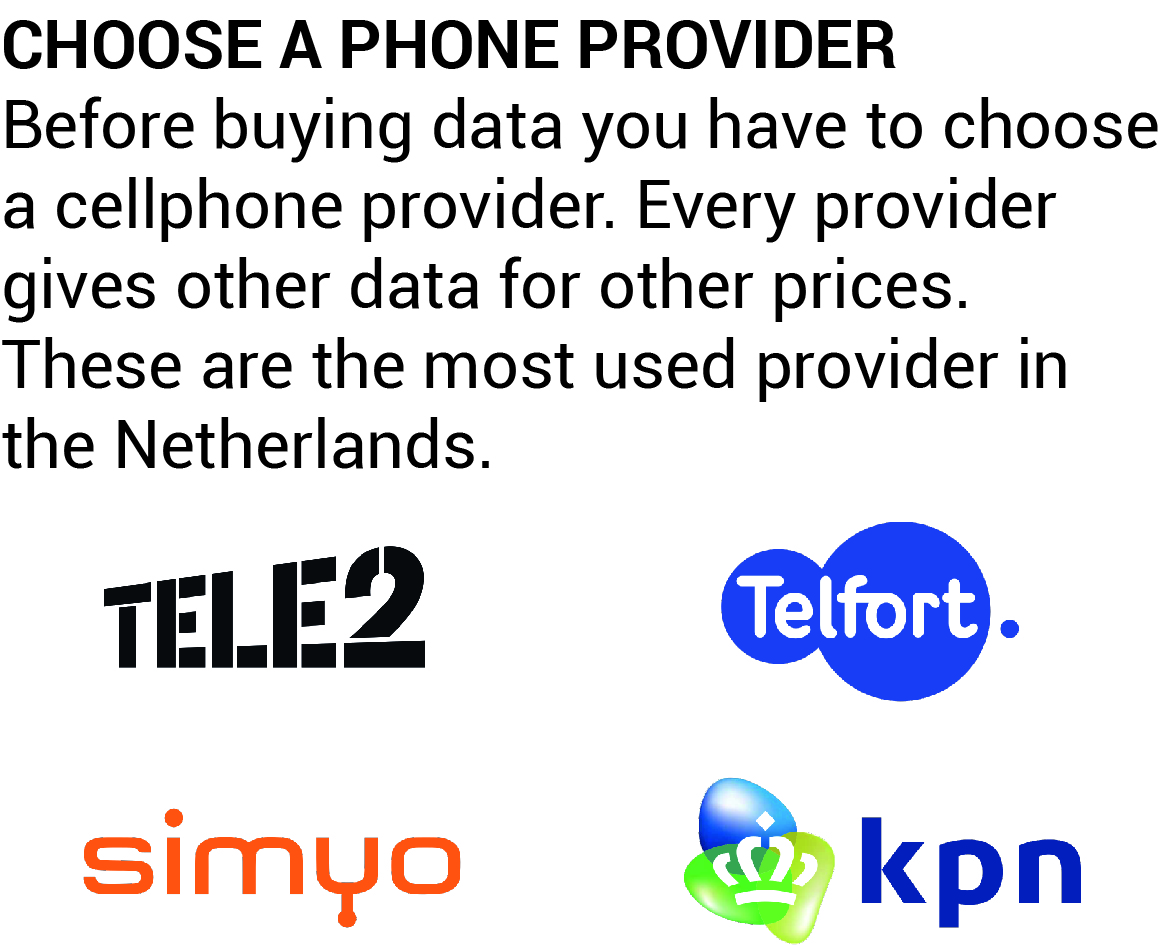 CHOOSE A PHONE PROVIDER
Before buying data you have to choose
a cellphone provider. Every provider
gives other data for other prices.
These are the most used provider in
the Netherlands.
TELE2
Telfort.
simyo
kpn